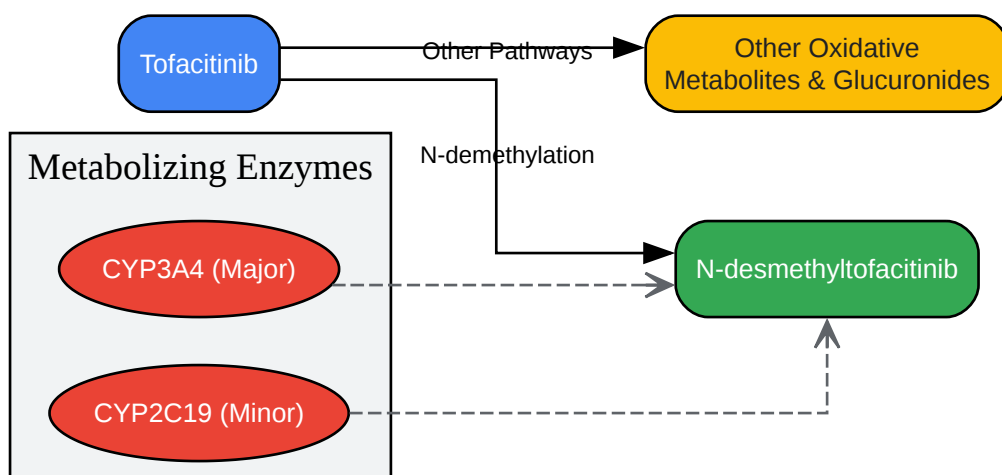 Tofacitinib
Other Pathways
Other Oxidative
Metabolites & Glucuronides
N-demethylation
Metabolizing Enzymes
CYP3A4 (Major)
N-desmethyltofacitinib
CYP2C19 (Minor)